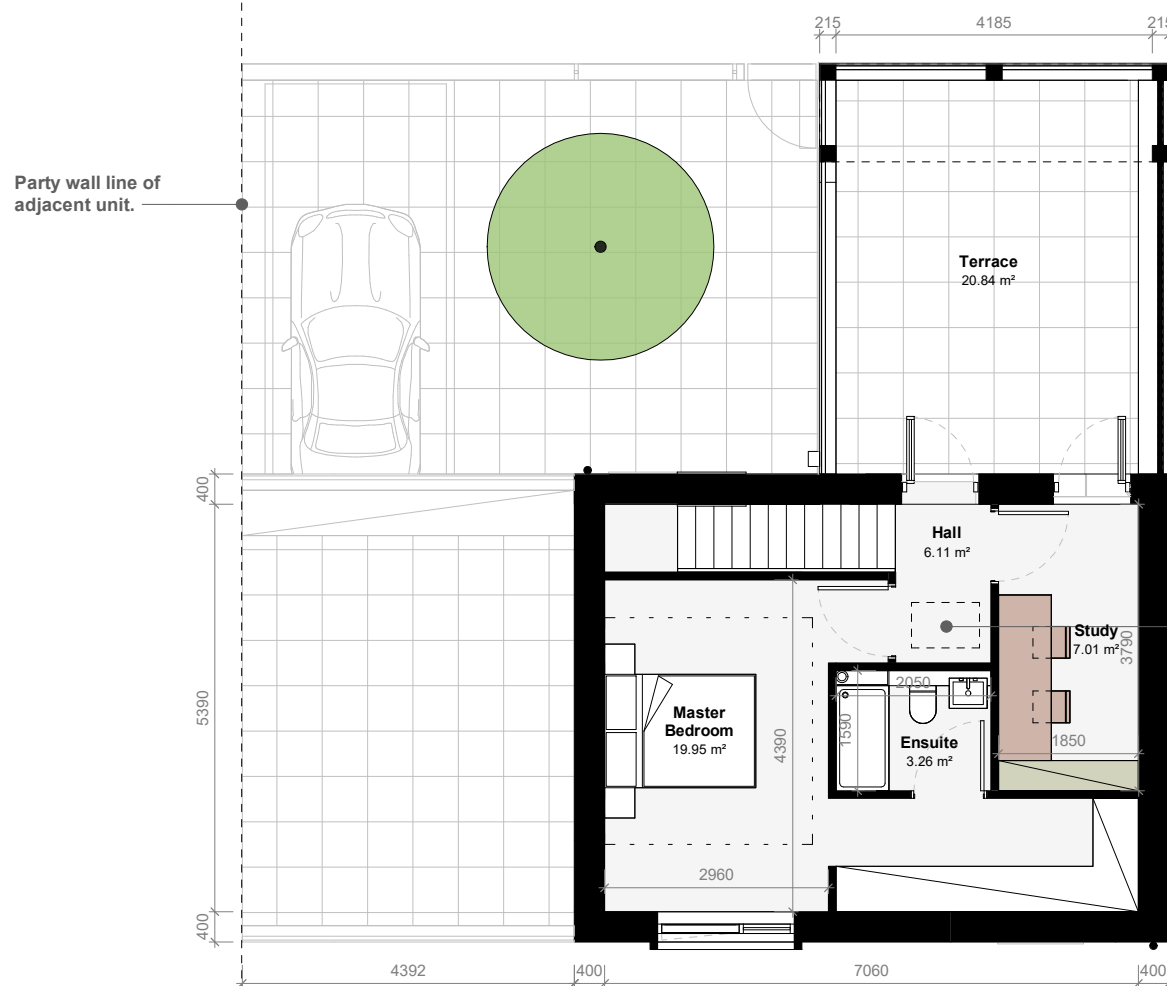 215
4185
215
Party wall line of
adjacent unit.
Terrace
20.84 m²
400
Hall
6.11 m²
Study
7.01 m²
3790
5390
2050
Master
Bedroom
19.95 m²
4390
1590
Ensuite
3.26 m²
1850
2960
400
4392
400
7060
400